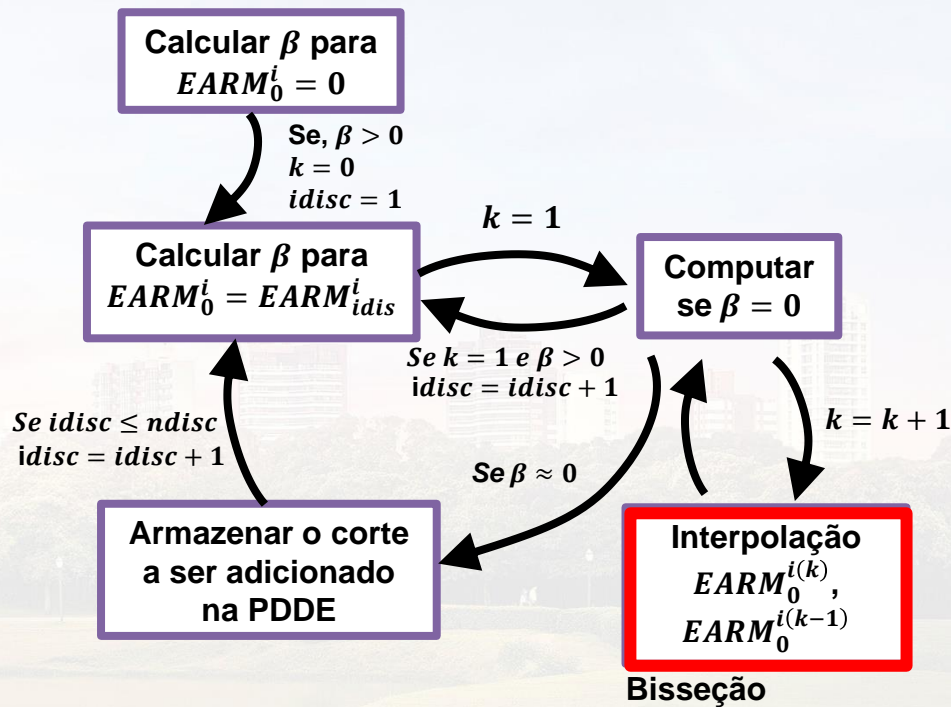 Calcular β para
EARM₀ⁱ = 0
Se, β > 0
k = 0
idisc = 1
k = 1
Calcular β para
EARM₀ⁱ = EARMⁱ_idis
Computar
se β = 0
Se k = 1 e β > 0
idisc = idisc + 1
k = k + 1
Se idisc ≤ ndisc
idisc = idisc + 1
Se β ≈ 0
Armazenar o corte
a ser adicionado
na PDDE
Interpolação
EARM₀^i(k),
EARM₀^i(k−1)
Bisseção